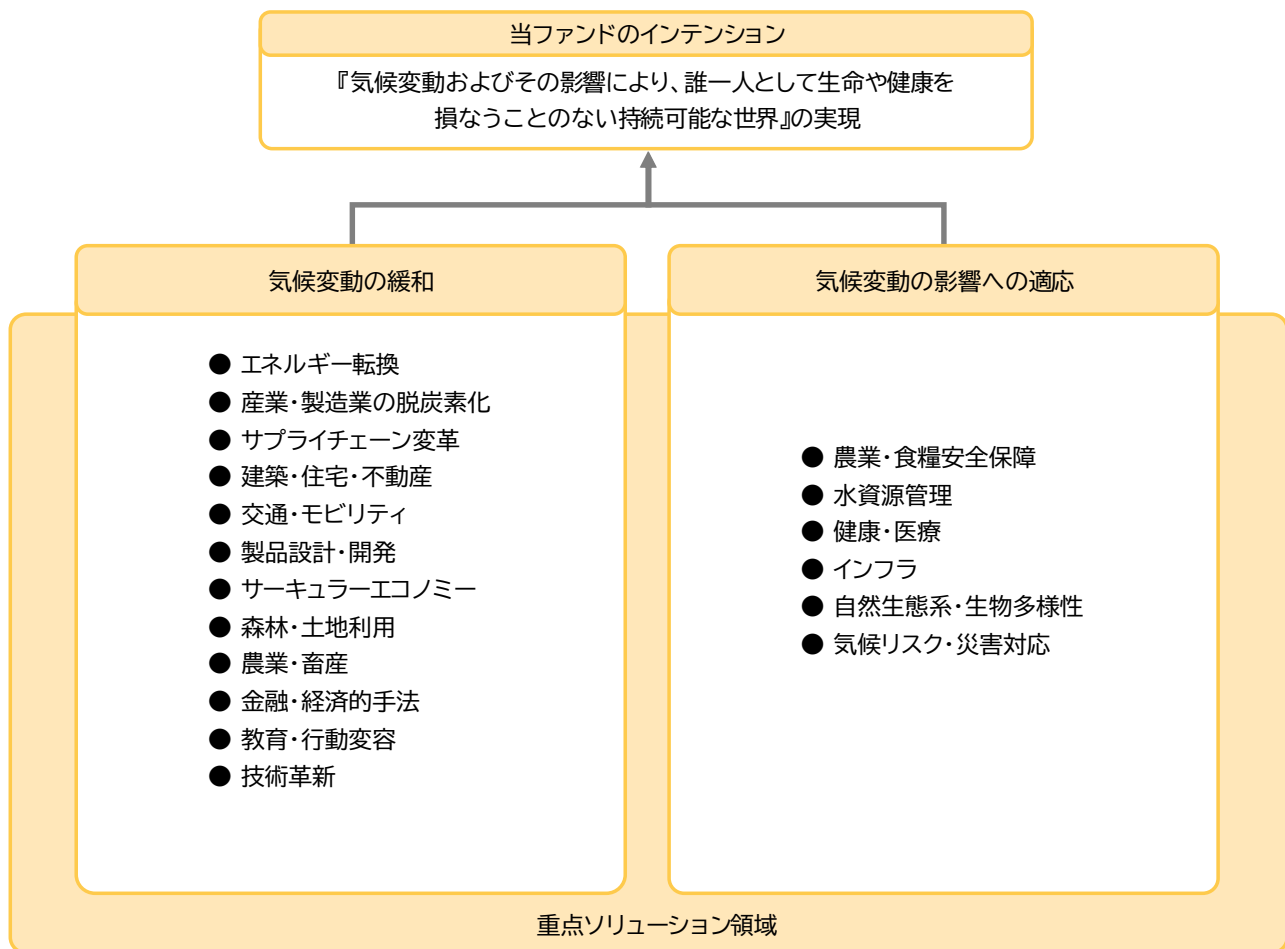 当ファンドのインテンション
『気候変動およびその影響により、誰一人として生命や健康を
損なうことのない持続可能な世界』の実現
気候変動の緩和
● エネルギー転換
● 産業・製造業の脱炭素化
● サプライチェーン変革
● 建築・住宅・不動産
● 交通・モビリティ
● 製品設計・開発
● サーキュラーエコノミー
● 森林・土地利用
● 農業・畜産
● 金融・経済的手法
● 教育・行動変容
● 技術革新
気候変動の影響への適応
● 農業・食糧安全保障
● 水資源管理
● 健康・医療
● インフラ
● 自然生態系・生物多様性
● 気候リスク・災害対応
重点ソリューション領域